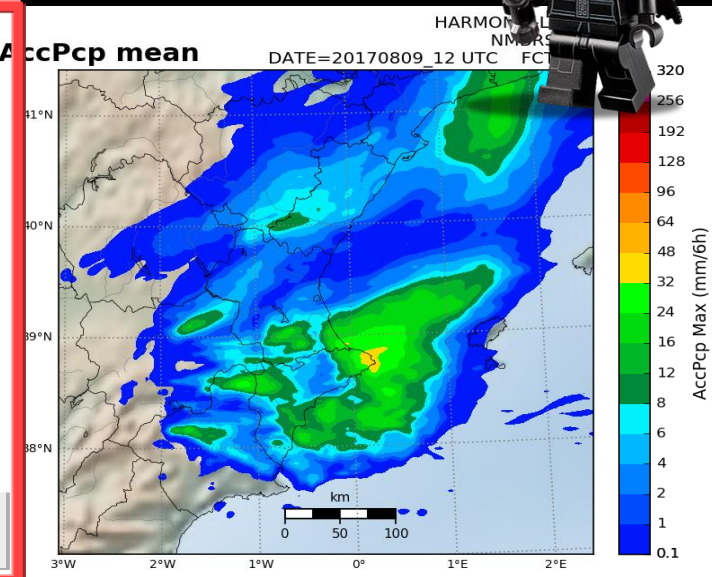 HARMON
NMBRS
AccPcp mean
DATE=20170809_12 UTC FCT
320
256
192
128
96
64
48
32
24
16
12
8
6
4
2
1
0.1
AccPcp Max (mm/6h)
41°N
40°N
39°N
38°N
km
0 50 100
3°W 2°W 1°W 0° 1°E 2°E